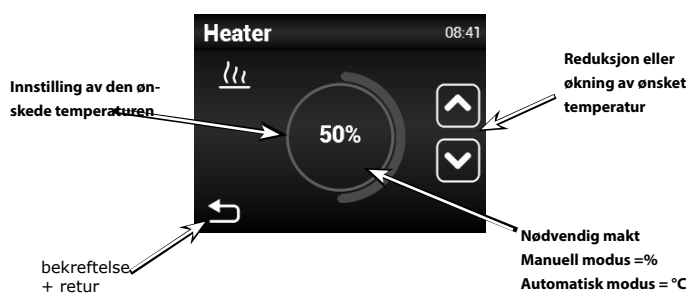 Heater 08:41
Innstilling av den øn-
skede temperaturen
50%
Reduksjon eller
økning av ønsket
temperatur
bekreftelse
+ retur
Nødvendig makt
Manuell modus =%
Automatisk modus = °C